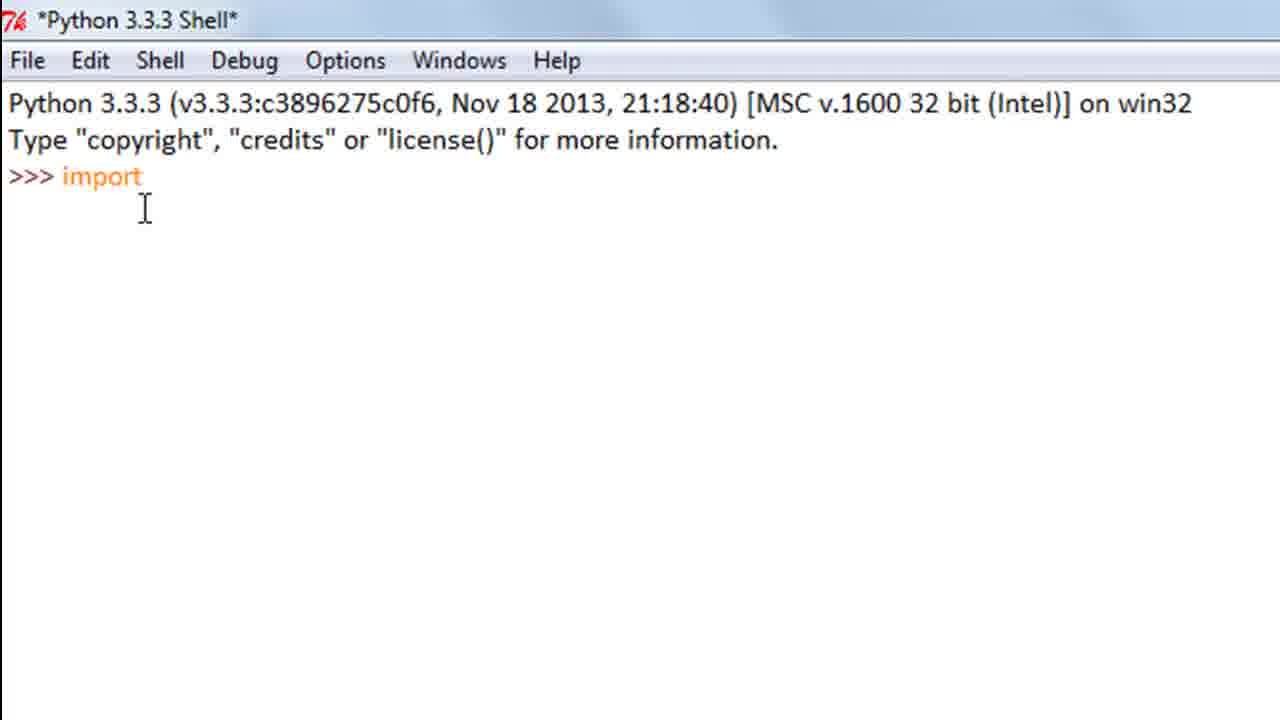 *Python 3.3.3 Shell*
File Edit Shell Debug Options Windows Help
Python 3.3.3 (v3.3.3:c3896275c0f6, Nov 18 2013, 21:18:40) [MSC v.1600 32 bit (Intel)] on win32
Type "copyright", "credits" or "license()" for more information.
>>> import